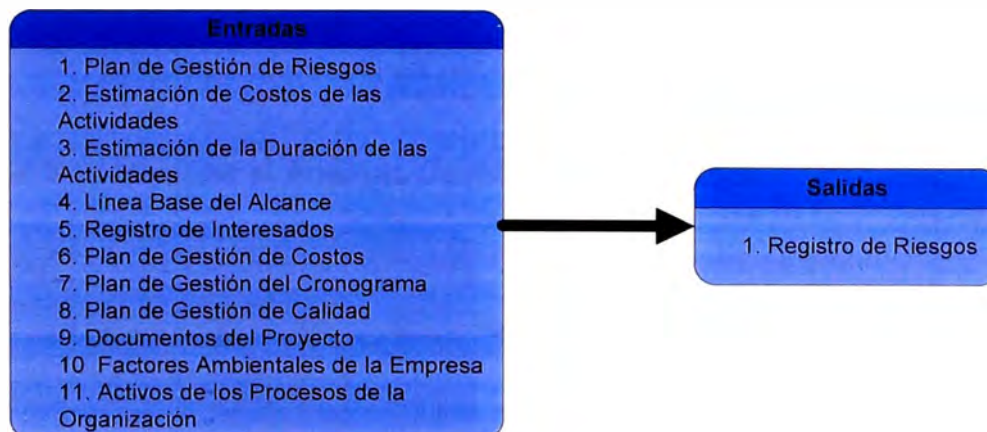 Entradas
1. Plan de Gestión de Riesgos
2. Estimación de Costos de las
Actividades
3. Estimación de la Duración de las
Actividades
4. Línea Base del Alcance
5. Registro de Interesados
6. Plan de Gestión de Costos
7. Plan de Gestión del Cronograma
8. Plan de Gestión de Calidad
9. Documentos del Proyecto
10 Factores Ambientales de la Empresa
11. Activos de los Procesos de la
Organización
Salidas
1. Registro de Riesgos